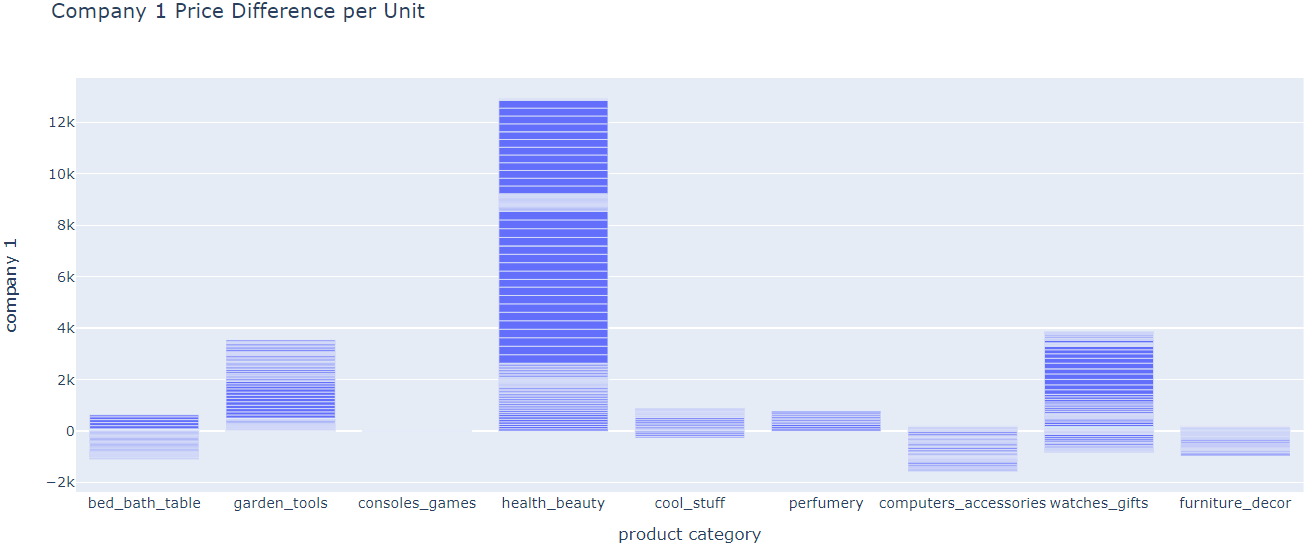 Company 1 Price Difference per Unit
company 1
12k
10k
8k
6k
4k
2k
0
−2k
bed_bath_table garden_tools consoles_games health_beauty cool_stuff perfumery computers_accessories watches_gifts furniture_decor
product category